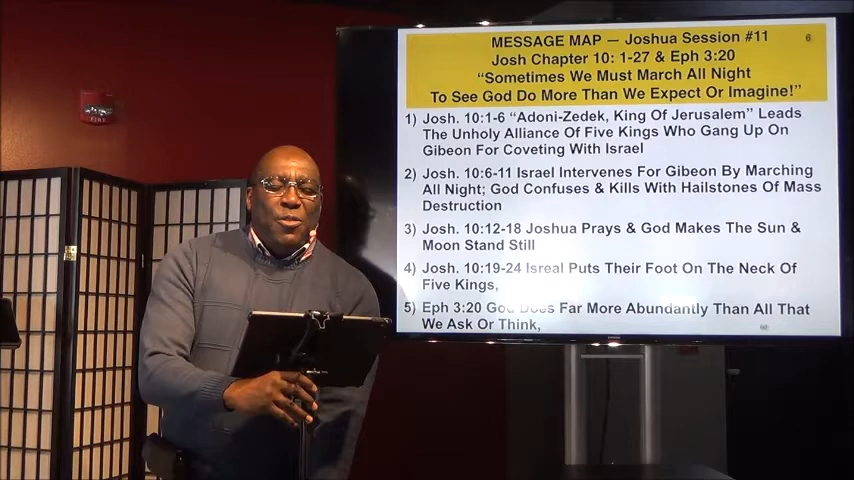 MESSAGE MAP — Joshua Session #11
6
Josh Chapter 10: 1-27 & Eph 3:20
"Sometimes We Must March All Night
To See God Do More Than We Expect Or Imagine!"
1) Josh. 10:1-6 "Adoni-Zedek, King Of Jerusalem" Leads
The Unholy Alliance Of Five Kings Who Gang Up On
Gibeon For Coveting With Israel
2) Josh. 10:6-11 Israel Intervenes For Gibeon By Marching
All Night; God Confuses & Kills With Hailstones Of Mass
Destruction
3) Josh. 10:12-18 Joshua Prays & God Makes The Sun &
Moon Stand Still
4) Josh. 10:19-24 Isreal Puts Their Foot On The Neck Of
Five Kings,
5) Eph 3:20 God Does Far More Abundantly Than All That
We Ask Or Think,
FIRE